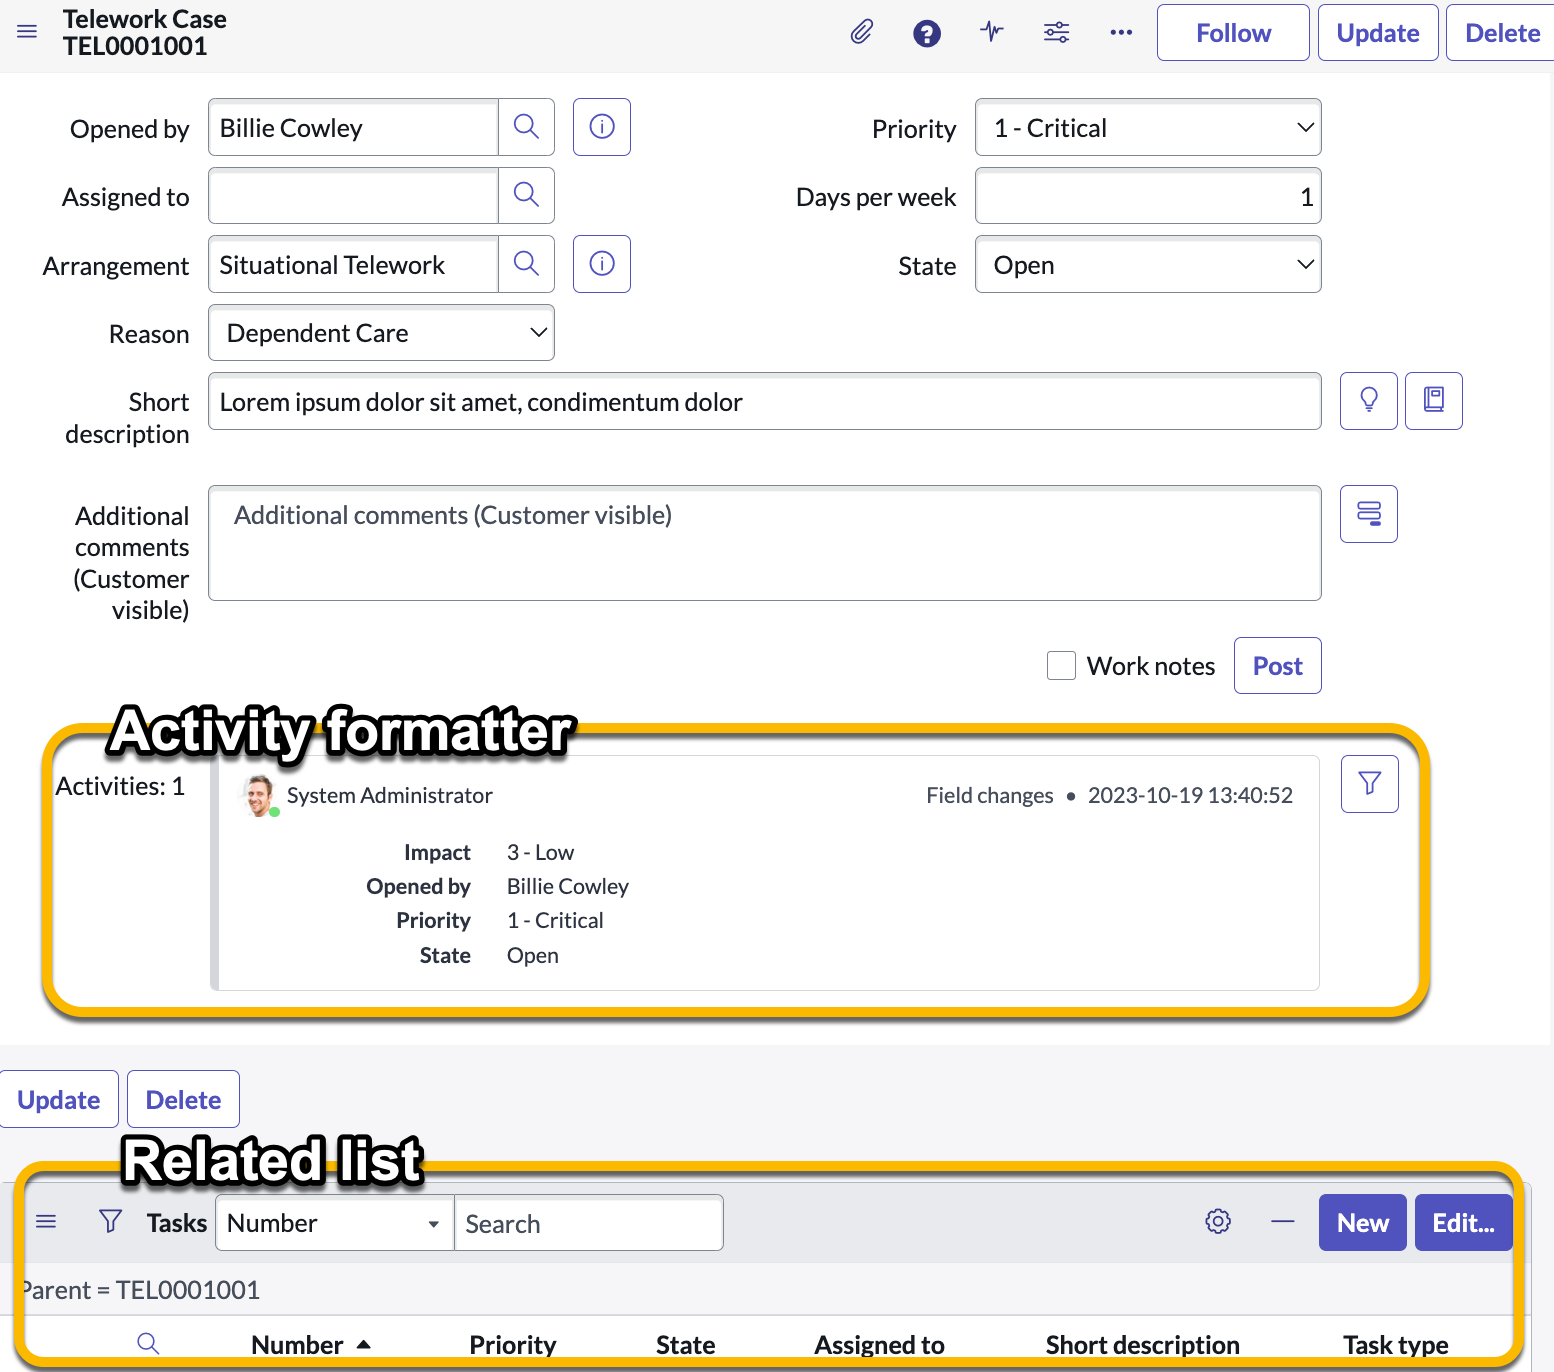 Telework Case
TEL0001001
Follow
Update
Delete
Opened by
Billie Cowley
Priority
1 - Critical
Assigned to
Days per week
1
Arrangement
Situational Telework
State
Open
Reason
Dependent Care
Short
description
Lorem ipsum dolor sit amet, condimentum dolor
Additional
comments
(Customer
visible)
Additional comments (Customer visible)
Work notes
Post
Activity formatter
Activities: 1
System Administrator
Field changes • 2023-10-19 13:40:52
Impact 3 - Low
Opened by Billie Cowley
Priority 1 - Critical
State Open
Update
Delete
Related list
Tasks
Number
Search
New
Edit...
Parent = TEL0001001
Number Priority State Assigned to Short description Task type